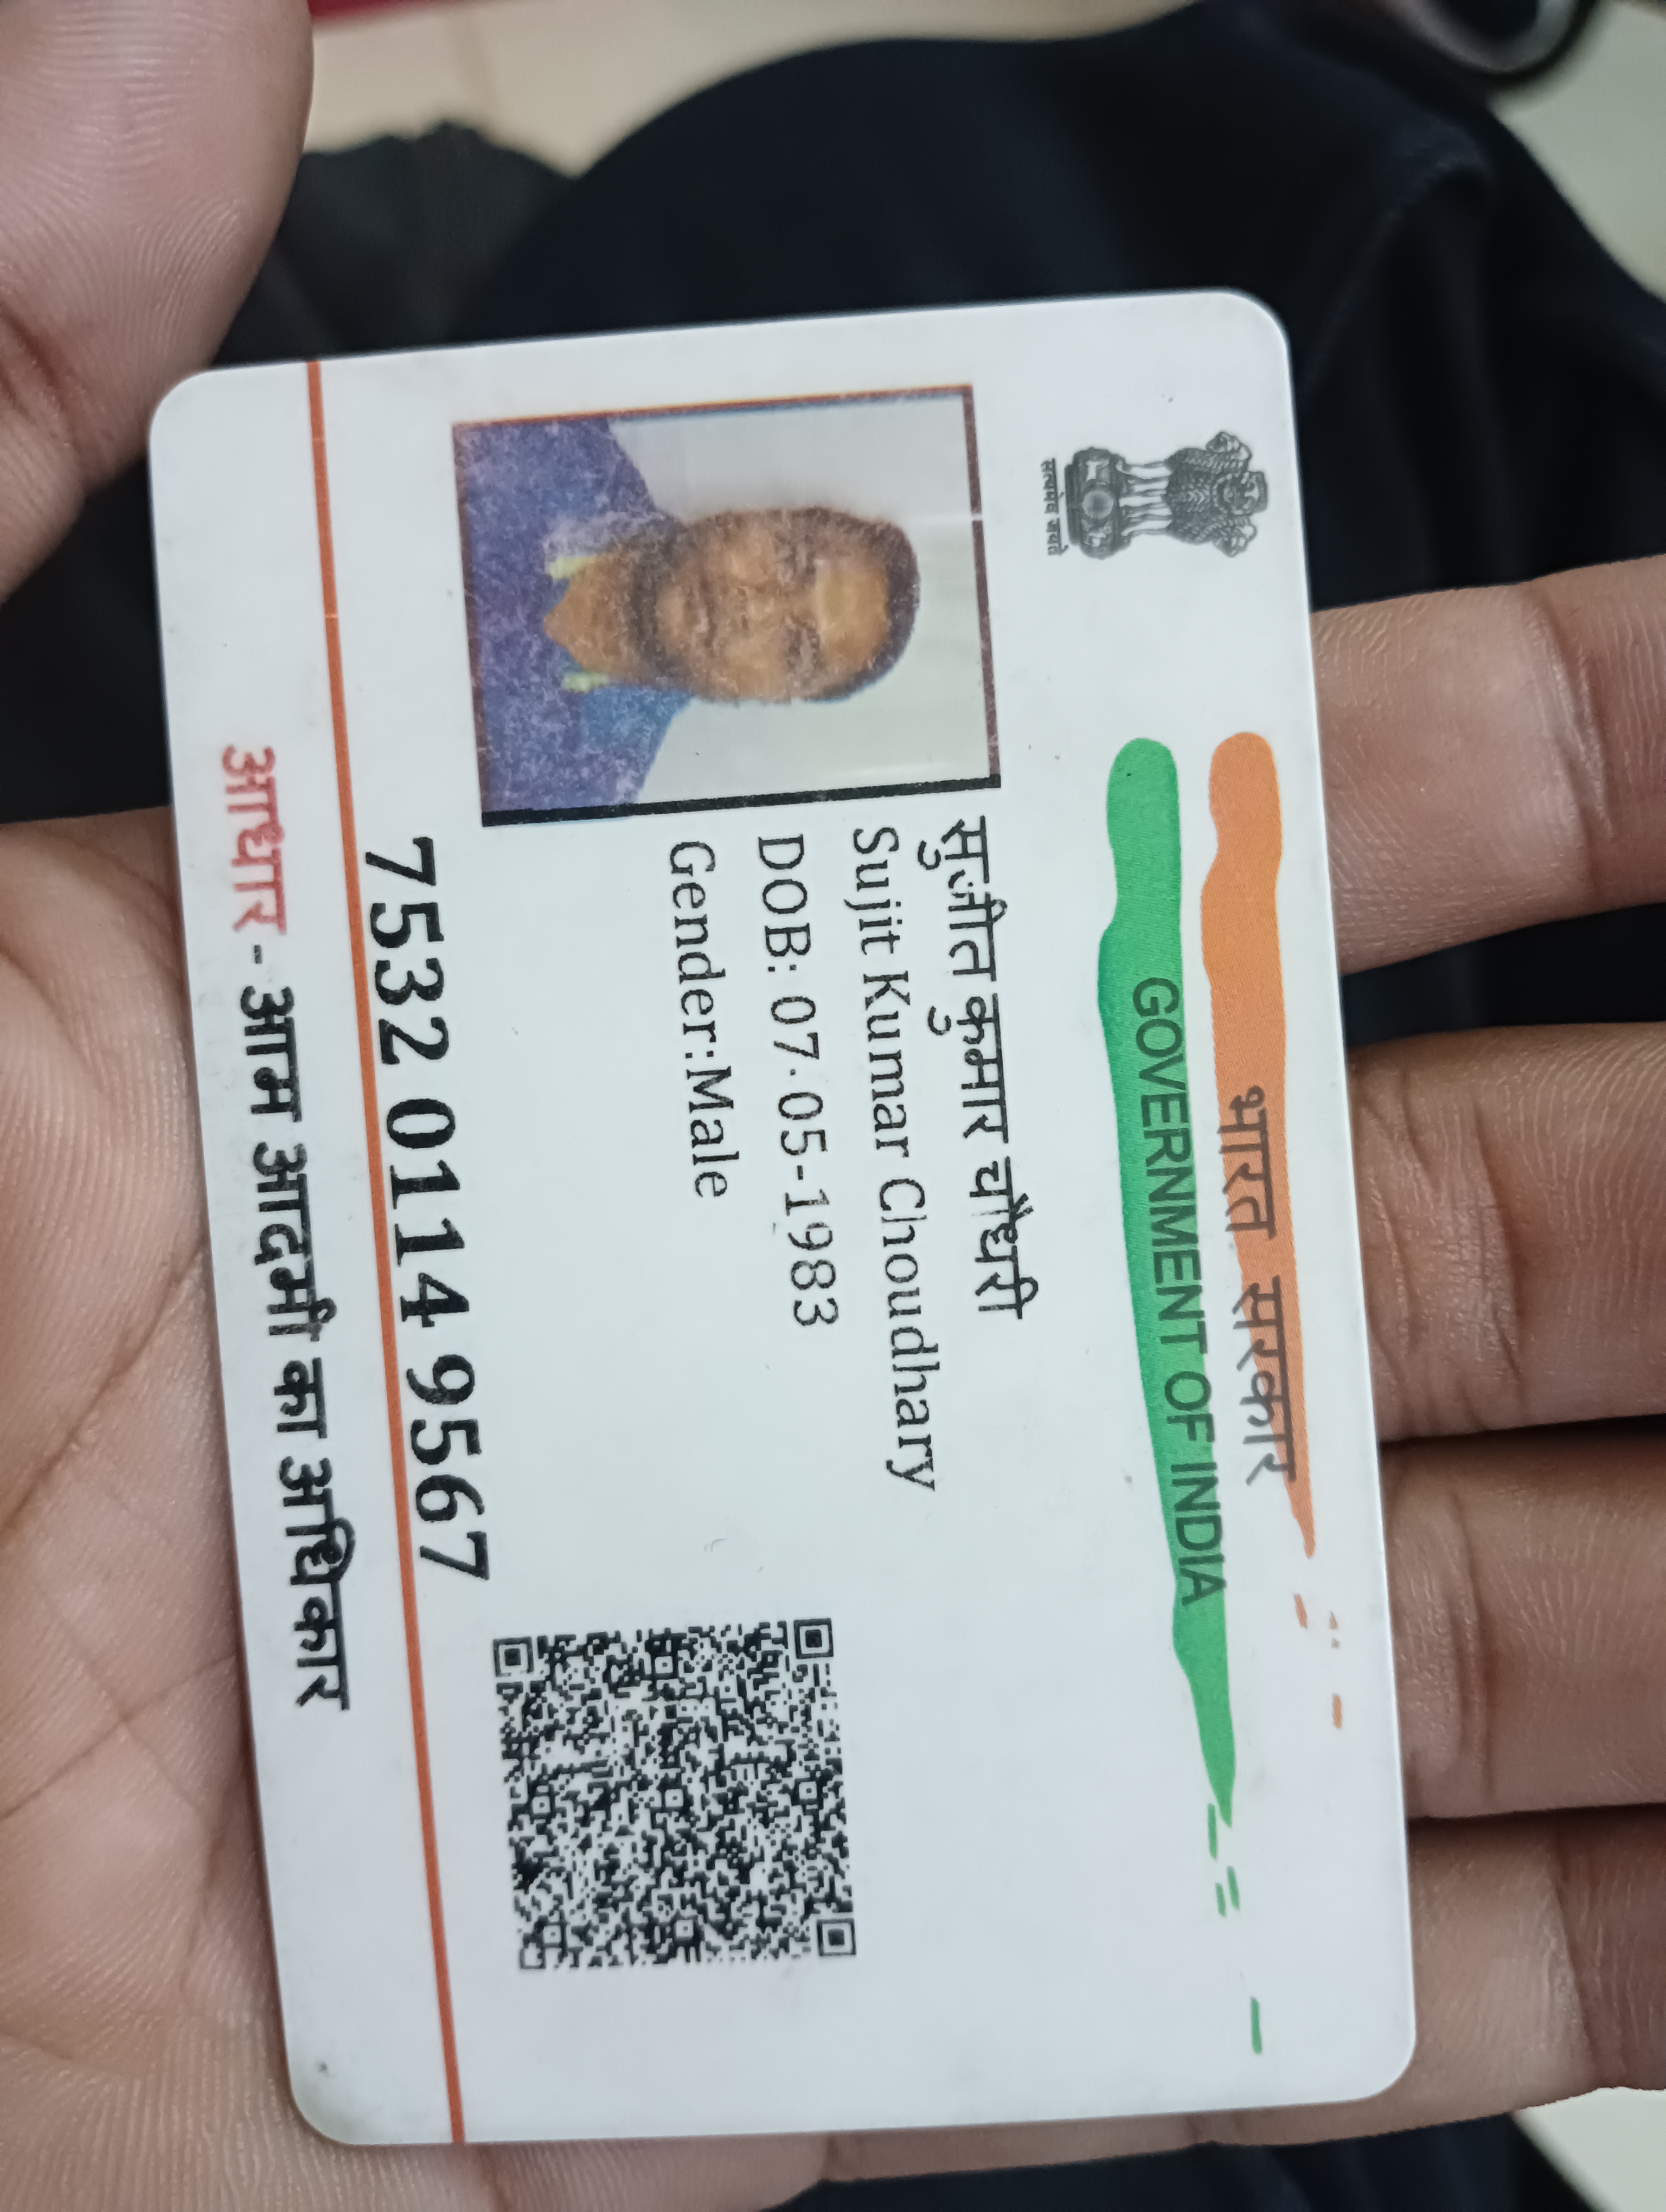 भारत सरकार
GOVERNMENT OF INDIA
सत्यमेव जयते
सुजीत कुमार चौधरी
Sujit Kumar Choudhary
DOB: 07-05-1983
Gender:Male
7532 0114 9567
आधार - आम आदमी का अधिकार